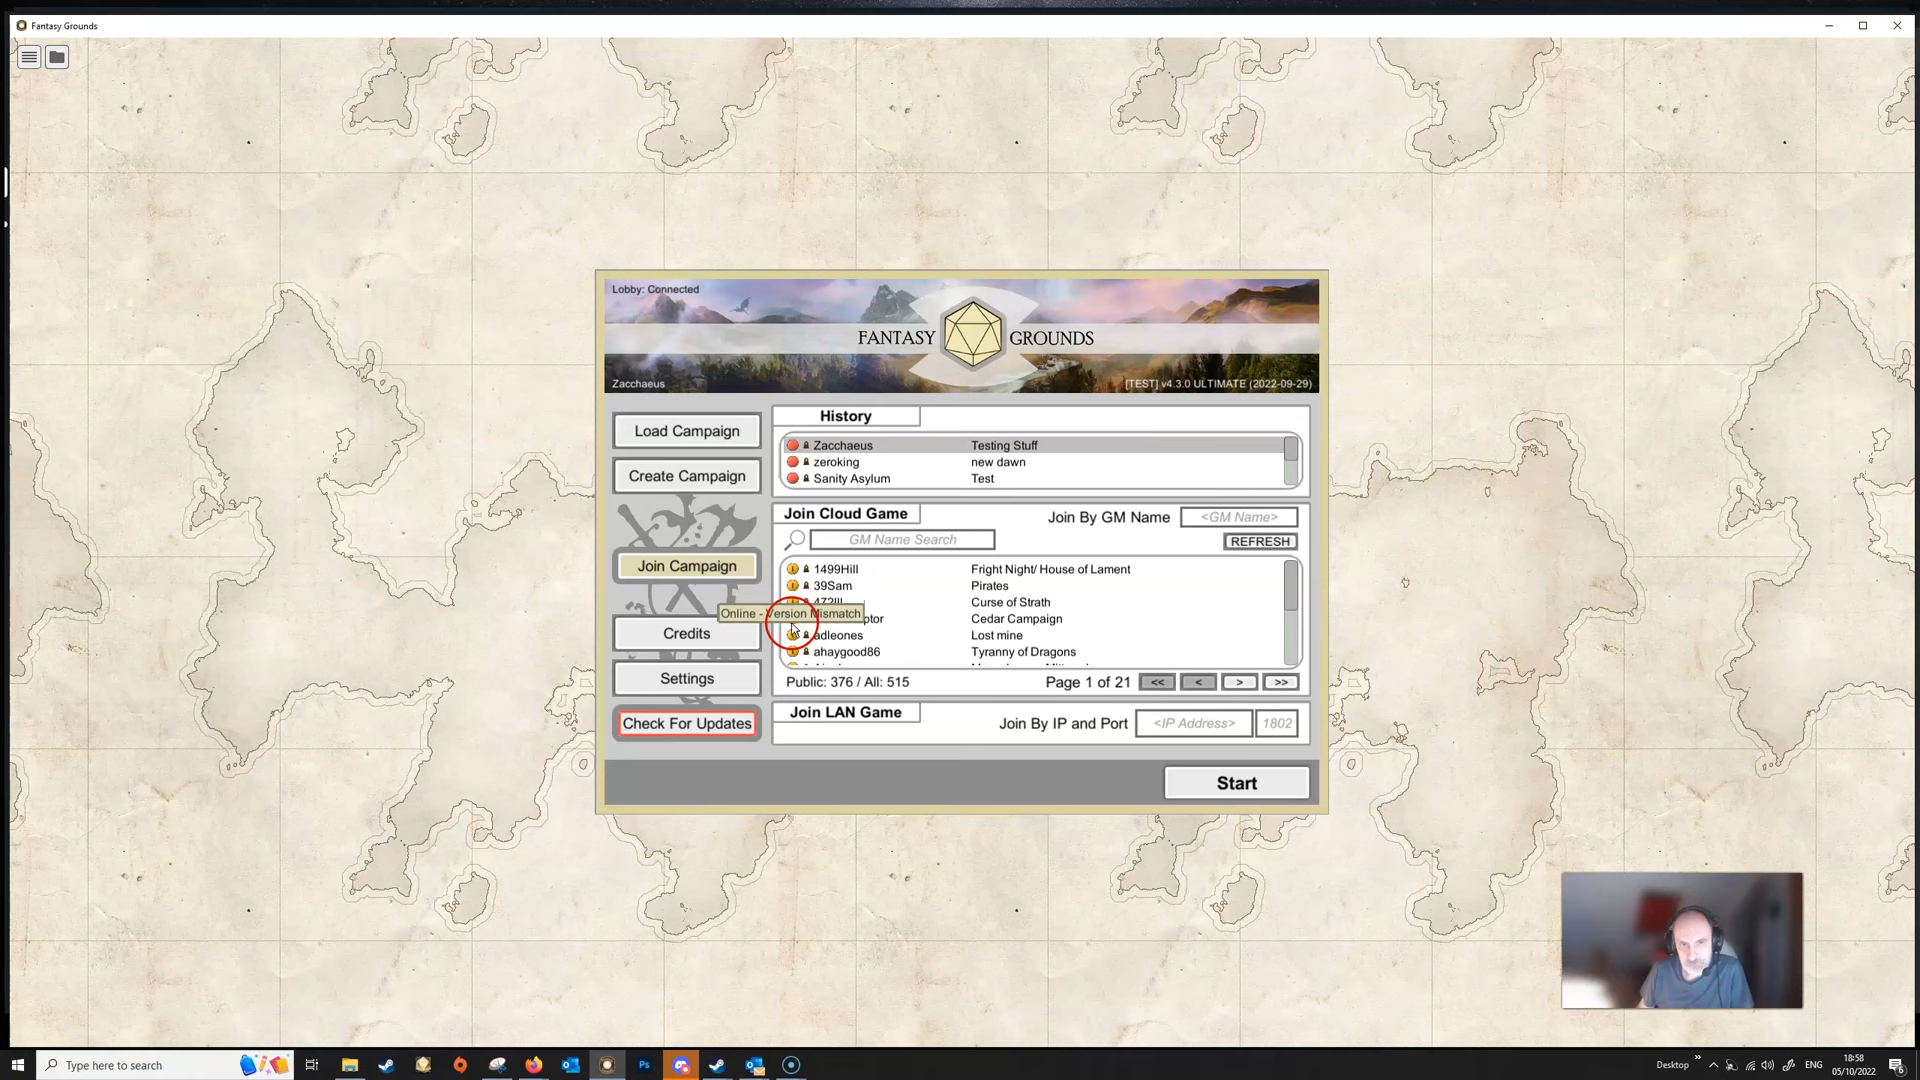 Fantasy Grounds
Lobby: Connected
FANTASY GROUNDS
Zacchaeus
[TEST] v4.3.0 ULTIMATE (2022-09-29)
Load Campaign
Create Campaign
Join Campaign
Credits
Settings
Check For Updates
History
Zacchaeus Testing Stuff
zeroking new dawn
Sanity Asylum Test
Join Cloud Game
Join By GM Name <GM Name>
GM Name Search
REFRESH
1499Hill Fright Night/ House of Lament
39Sam Pirates
Curse of Strath
Online - Version Mismatch
ptor Cedar Campaign
adleones Lost mine
ahaygood86 Tyranny of Dragons
Public: 376 / All: 515
Page 1 of 21 << < > >>
Join LAN Game
Join By IP and Port <IP Address> 1802
Start
Type here to search
Ps
Desktop
ENG
18:58
05/10/2022
6